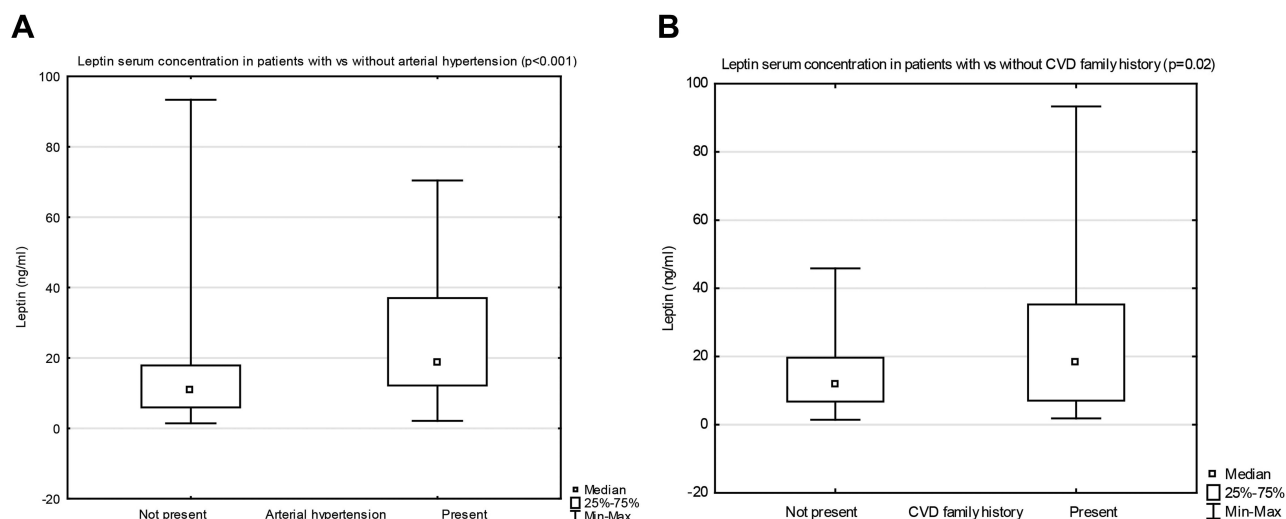 A
Leptin serum concentration in patients with vs without arterial hypertension (p<0.001)
100
80
60
40
20
0
-20
Leptin (ng/ml)
Not present
Arterial hypertension
Present
Median
25%-75%
Min-Max
B
Leptin serum concentration in patients with vs without CVD family history (p=0.02)
100
80
60
40
20
0
-20
Leptin (ng/ml)
Not present
CVD family history
Present
Median
25%-75%
Min-Max